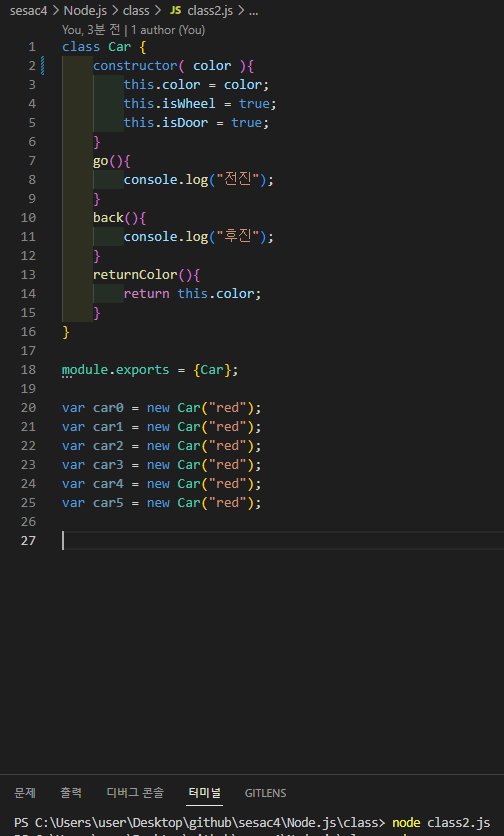 sesac4 > Node.js > class > JS class2.js > ...
You, 3분 전 | 1 author (You)
1 class Car {
2 constructor( color ){
3 this.color = color;
4 this.isWheel = true;
5 this.isDoor = true;
6 }
7 go(){
8 console.log("전진");
9 }
10 back(){
11 console.log("후진");
12 }
13 returnColor(){
14 return this.color;
15 }
16 }
17
18 module.exports = {Car};
19
20 var car0 = new Car("red");
21 var car1 = new Car("red");
22 var car2 = new Car("red");
23 var car3 = new Car("red");
24 var car4 = new Car("red");
25 var car5 = new Car("red");
26
27
문제 출력 디버그 콘솔 터미널 GITLENS
PS C:\Users\user\Desktop\github\sesac4\Node.js\class> node class2.js